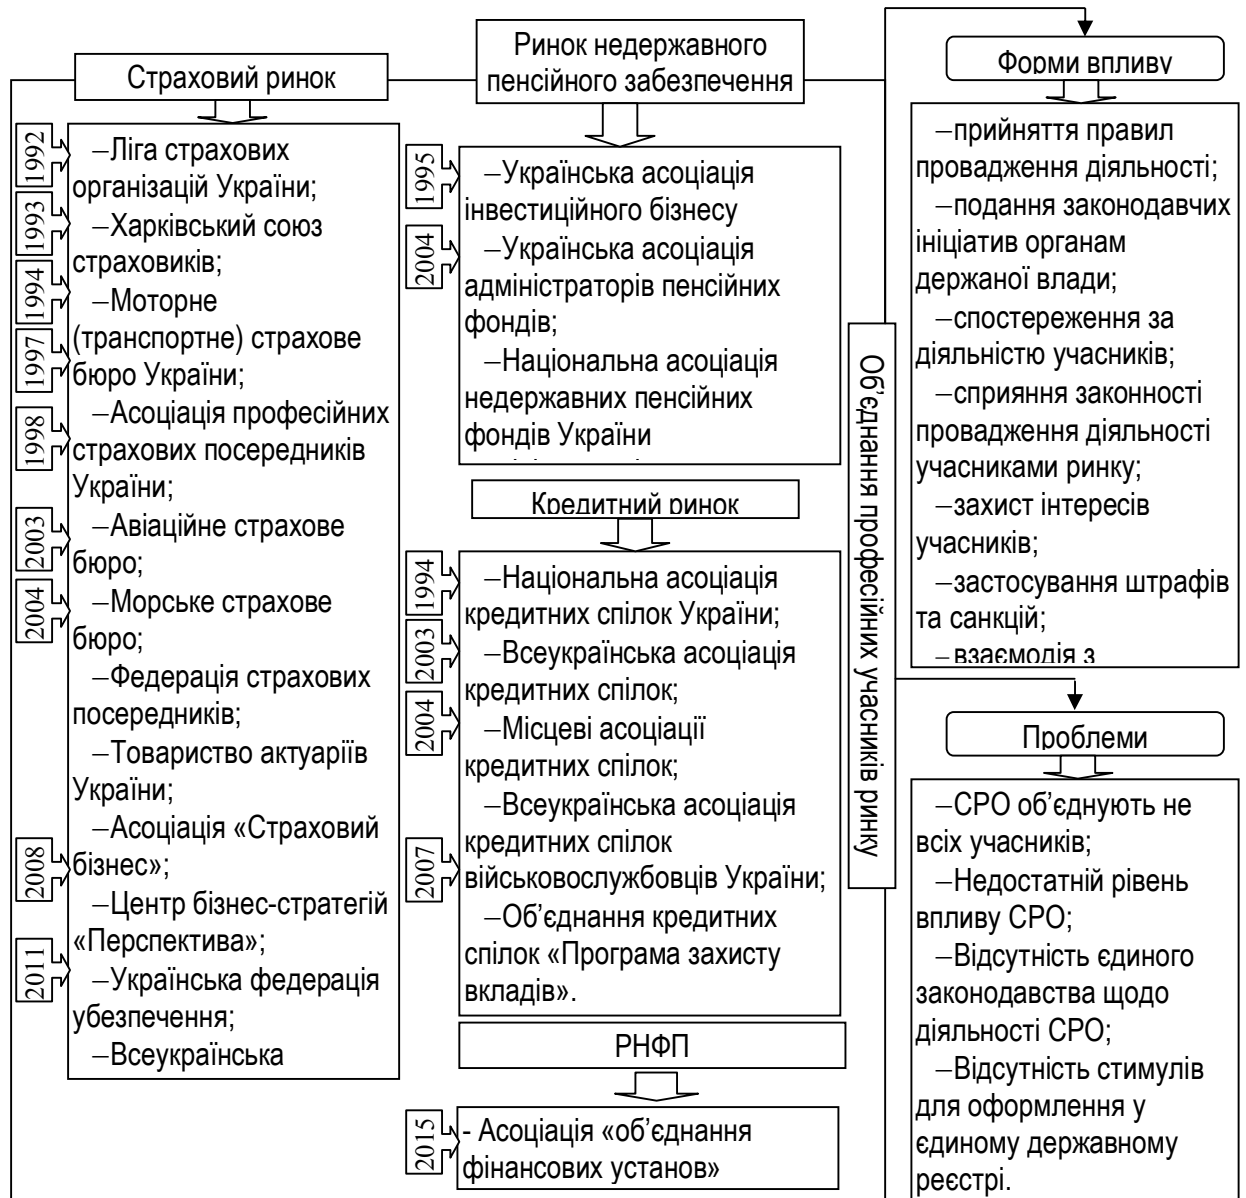 Страховий ринок
1992
1993
1994
1997
1998
2003
2004
2008
2011
–Ліга страхових
організацій України;
–Харківський союз
страховиків;
–Моторне
(транспортне) страхове
бюро України;
–Асоціація професійних
страхових посередників
України;
–Авіаційне страхове
бюро;
–Морське страхове
бюро;
–Федерація страхових
посередників;
–Товариство актуаріїв
України;
–Асоціація «Страховий
бізнес»;
–Центр бізнес-стратегій
«Перспектива»;
–Українська федерація
убезпечення;
–Всеукраїнська
Ринок недержавного
пенсійного забезпечення
1995
2004
–Українська асоціація
інвестиційного бізнесу
–Українська асоціація
адміністраторів пенсійних
фондів;
–Національна асоціація
недержавних пенсійних
фондів України
Кредитний ринок
1994
2003
2004
2007
–Національна асоціація
кредитних спілок України;
–Всеукраїнська асоціація
кредитних спілок;
–Місцеві асоціації
кредитних спілок;
–Всеукраїнська асоціація
кредитних спілок
військовослужбовців України;
–Об’єднання кредитних
спілок «Програма захисту
вкладів».
РНФП
2015
- Асоціація «об’єднання
фінансових установ»
Об’єднання професійних учасників ринку
Форми впливу
–прийняття правил
провадження діяльності;
–подання законодавчих
ініціатив органам
держаної влади;
–спостереження за
діяльністю учасників;
–сприяння законності
провадження діяльності
учасниками ринку;
–захист інтересів
учасників;
–застосування штрафів
та санкцій;
–взаємодія з
Проблеми
–СРО об’єднують не
всіх учасників;
–Недостатній рівень
впливу СРО;
–Відсутність єдиного
законодавства щодо
діяльності СРО;
–Відсутність стимулів
для оформлення у
єдиному державному
реєстрі.